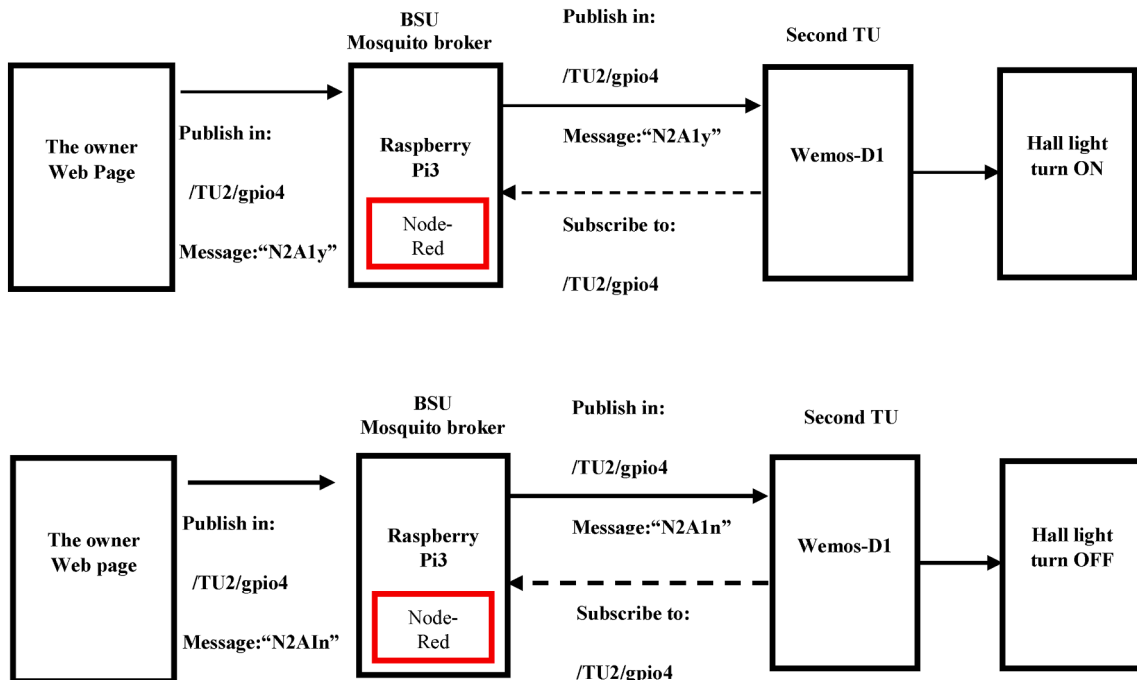 BSU
Mosquito broker
Publish in:
/TU2/gpio4
Message:“N2A1y”
Second TU
The owner
Web Page
Publish in:
/TU2/gpio4
Message:“N2A1y”
Raspberry
Pi3
Node-
Red
Subscribe to:
/TU2/gpio4
Wemos-D1
Hall light
turn ON
BSU
Mosquito broker
Publish in:
/TU2/gpio4
Message:“N2A1n”
Second TU
The owner
Web page
Publish in:
/TU2/gpio4
Message:“N2AIn”
Raspberry
Pi3
Node-
Red
Subscribe to:
/TU2/gpio4
Wemos-D1
Hall light
turn OFF